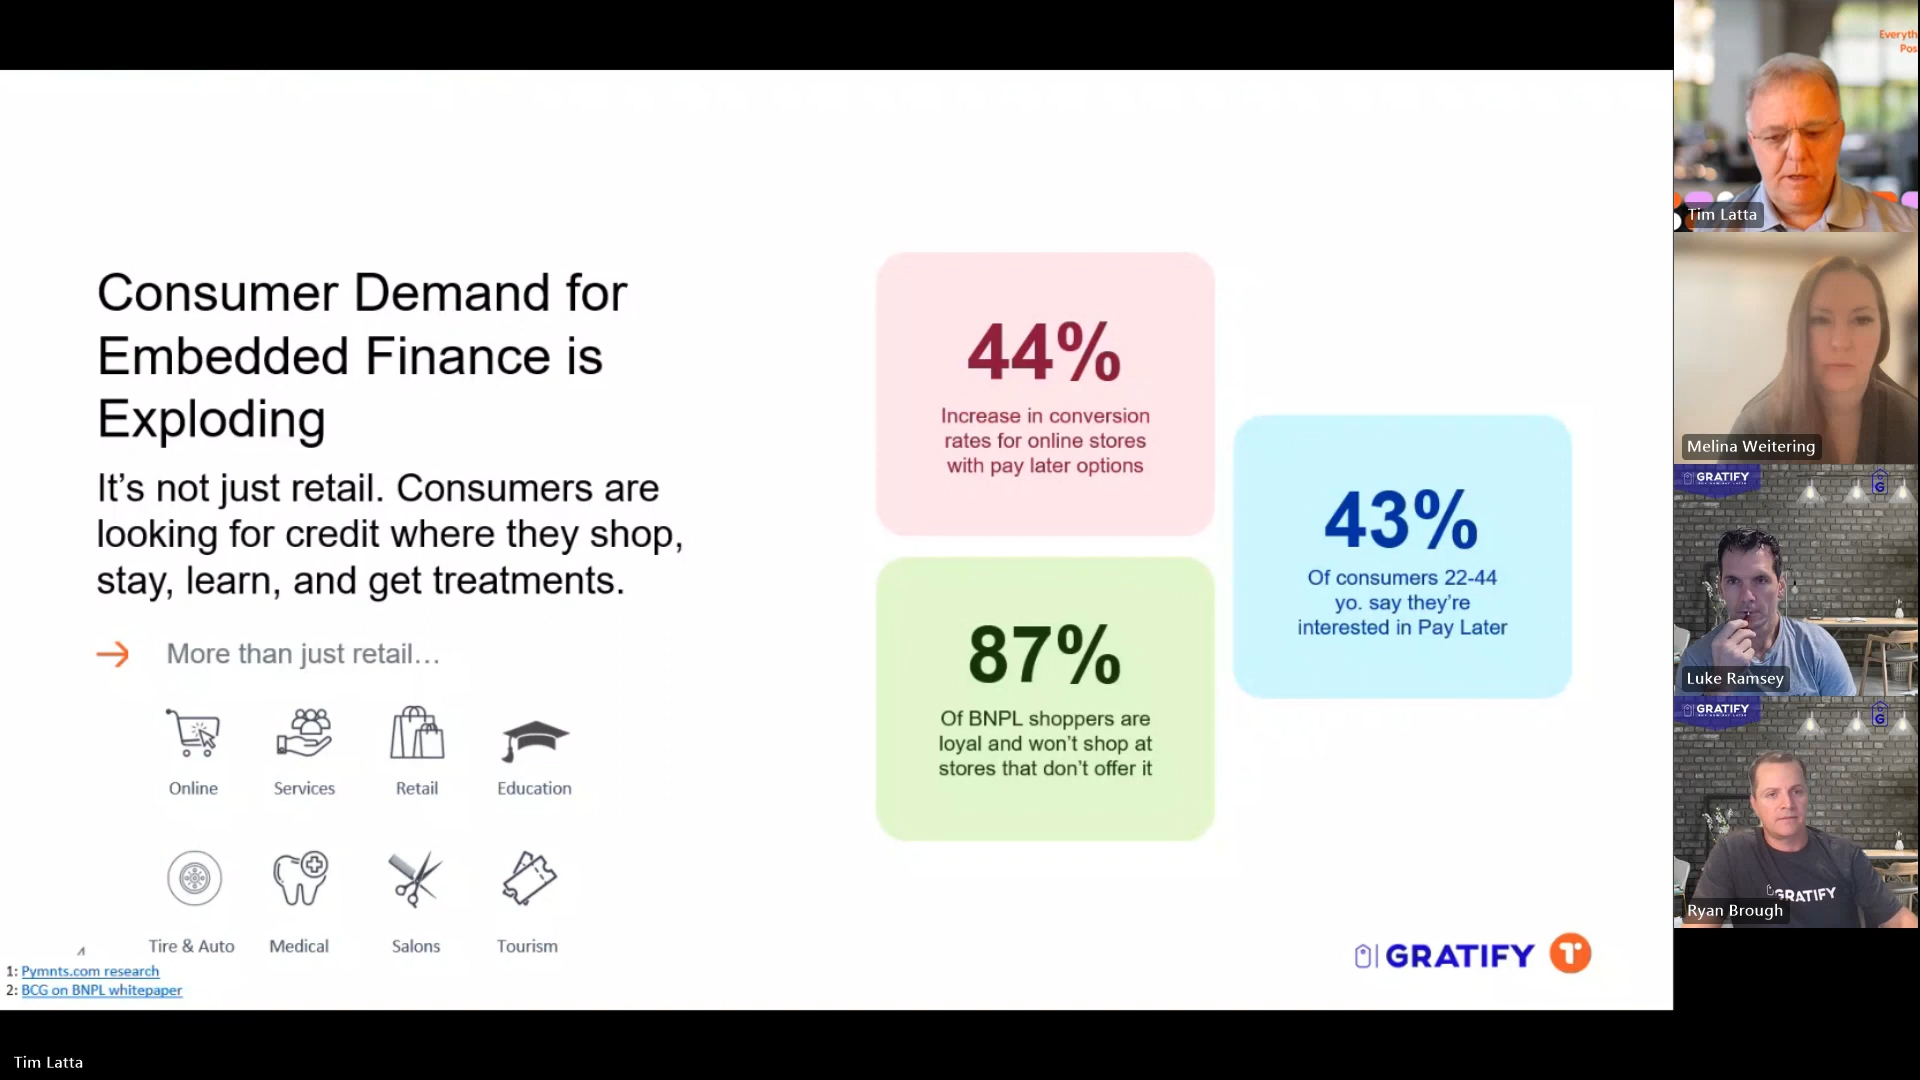 Consumer Demand for
Embedded Finance is
Exploding
It's not just retail. Consumers are
looking for credit where they shop,
stay, learn, and get treatments.
More than just retail…
Online
Services
Retail
Education
Tire & Auto
Medical
Salons
Tourism
4
1: Pymnts.com research
2: BCG on BNPL whitepaper
44%
Increase in conversion
rates for online stores
with pay later options
87%
Of BNPL shoppers are
loyal and won't shop at
stores that don't offer it
43%
Of consumers 22-44
yo. say they're
interested in Pay Later
GRATIFY
T
Everyth
Pos
Tim Latta
Melina Weitering
GRATIFY
G
Luke Ramsey
GRATIFY
G
GRATIFY
Ryan Brough
Tim Latta